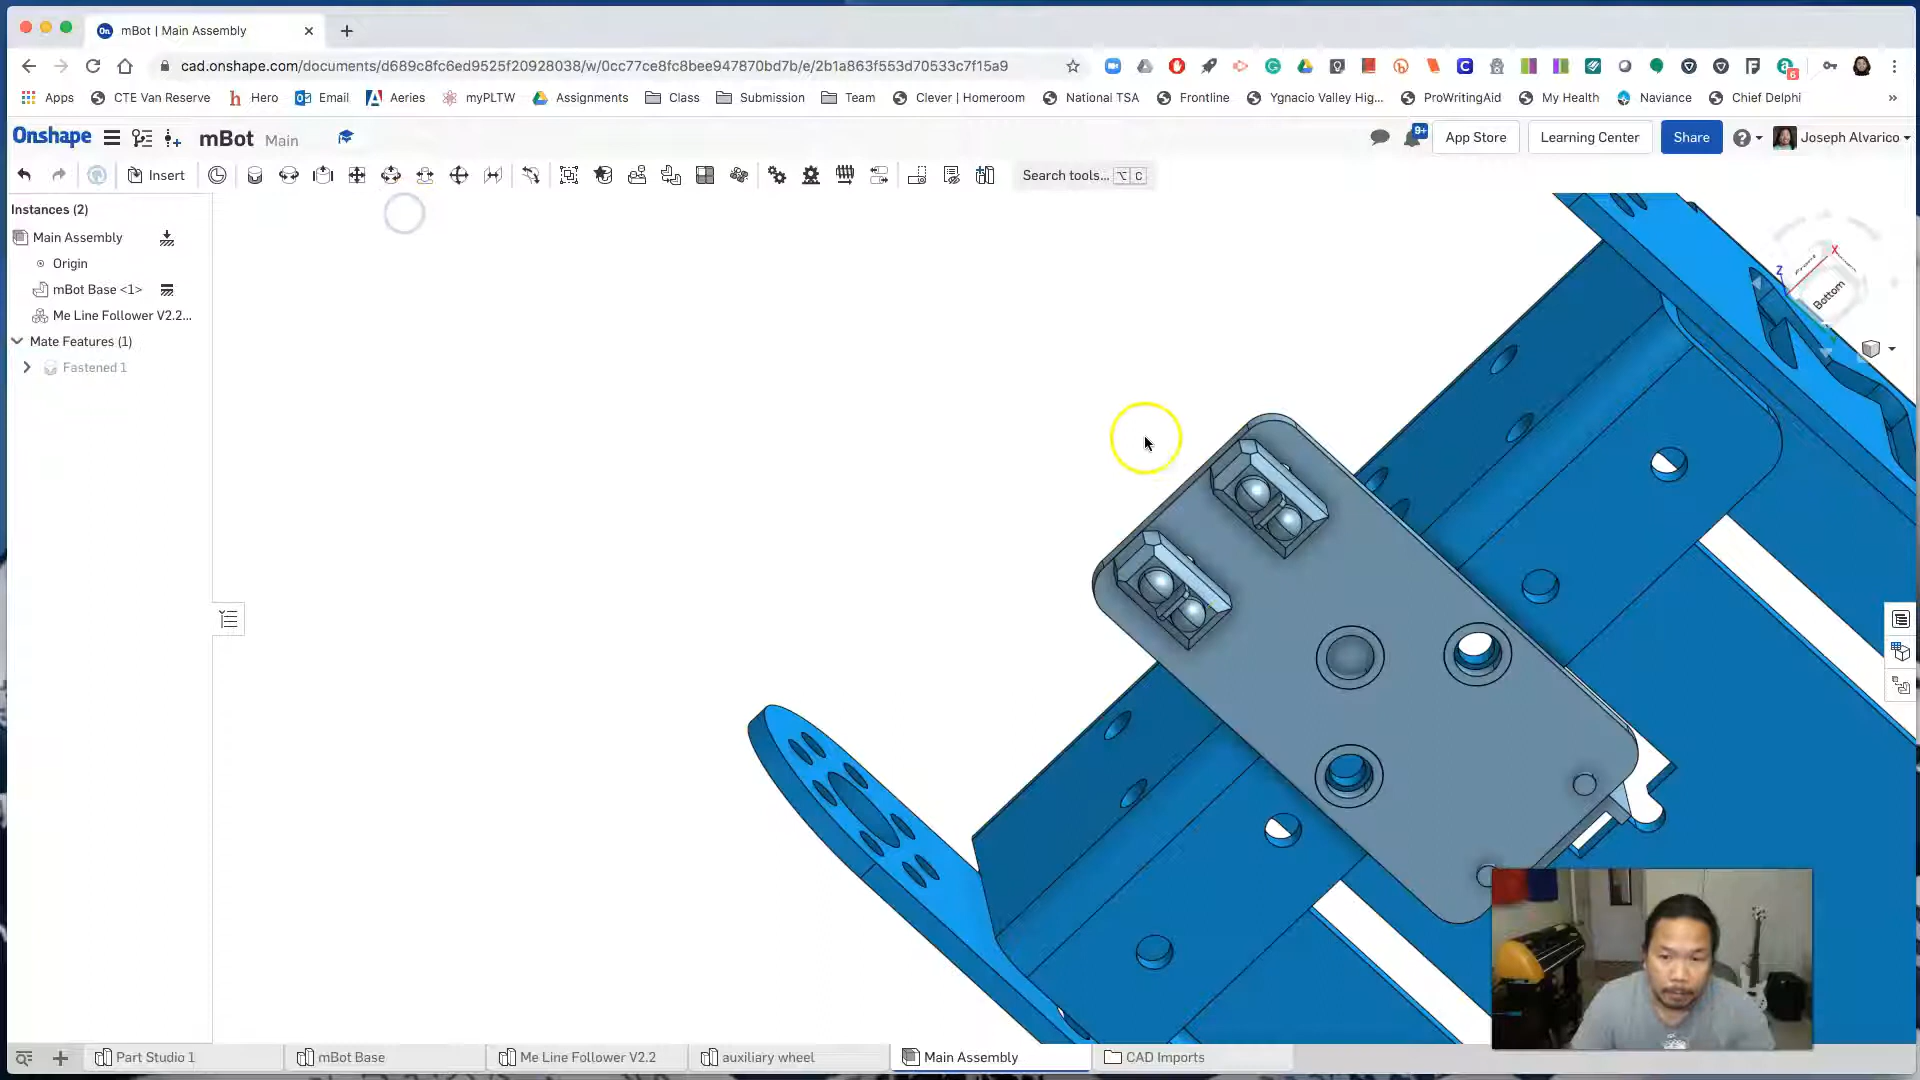 mBot | Main Assembly
cad.onshape.com/documents/d689c8fc6ed9525f20928038/w/0cc77ce8fc8bee947870bd7b/e/2b1a863f553d70533c7f15a9
6
Apps CTE Van Reserve Hero Email Aeries myPLTW Assignments Class Submission Team Clever | Homeroom National TSA Frontline Ygnacio Valley Hig... ProWritingAid My Health Naviance Chief Delphi »
Onshape mBot Main 9+ App Store Learning Center Share Joseph Alvarico
Insert Search tools... ⌥ C
Instances (2)
Main Assembly
Origin
mBot Base <1>
Me Line Follower V2.2...
Mate Features (1)
Fastened 1
X
Z
Bottom
Part Studio 1 mBot Base Me Line Follower V2.2 auxiliary wheel Main Assembly CAD Imports